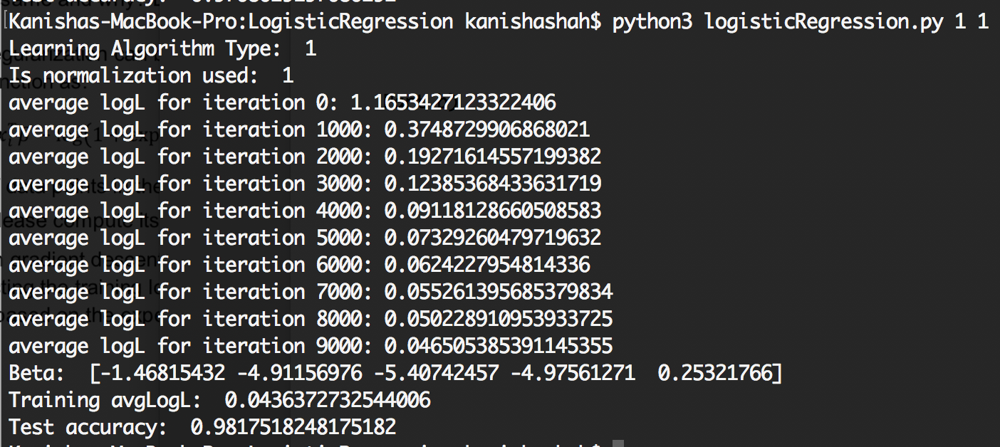 Kanishas-MacBook-Pro:LogisticRegression kanishashah$ python3 logisticRegression.py 1 1
Learning Algorithm Type:  1
Is normalization used:  1
average logL for iteration 0: 1.1653427123322406
average logL for iteration 1000: 0.3748729906868021
average logL for iteration 2000: 0.19271614557199382
average logL for iteration 3000: 0.12385368433631719
average logL for iteration 4000: 0.09118128660508583
average logL for iteration 5000: 0.07329260479719632
average logL for iteration 6000: 0.0624227954814336
average logL for iteration 7000: 0.055261395685379834
average logL for iteration 8000: 0.050228910953933725
average logL for iteration 9000: 0.046505385391145355
Beta:  [-1.46815432 -4.91156976 -5.40742457 -4.97561271  0.25321766]
Training avgLogL:  0.0436372732544006
Test accuracy:  0.9817518248175182